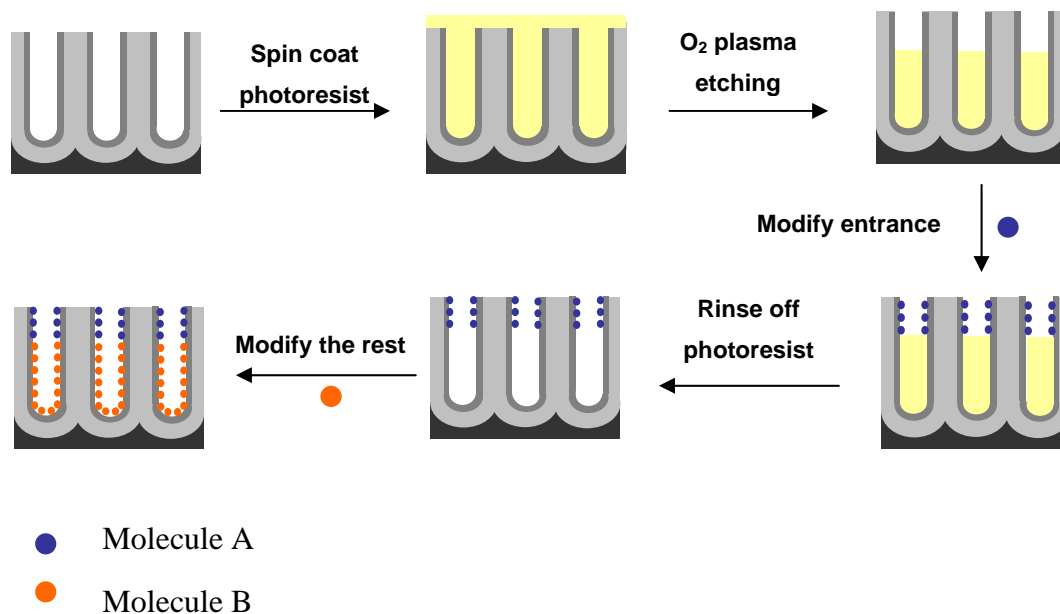 Spin coat
photoresist
O₂ plasma
etching
Modify entrance
Rinse off
photoresist
Modify the rest
Molecule A
Molecule B